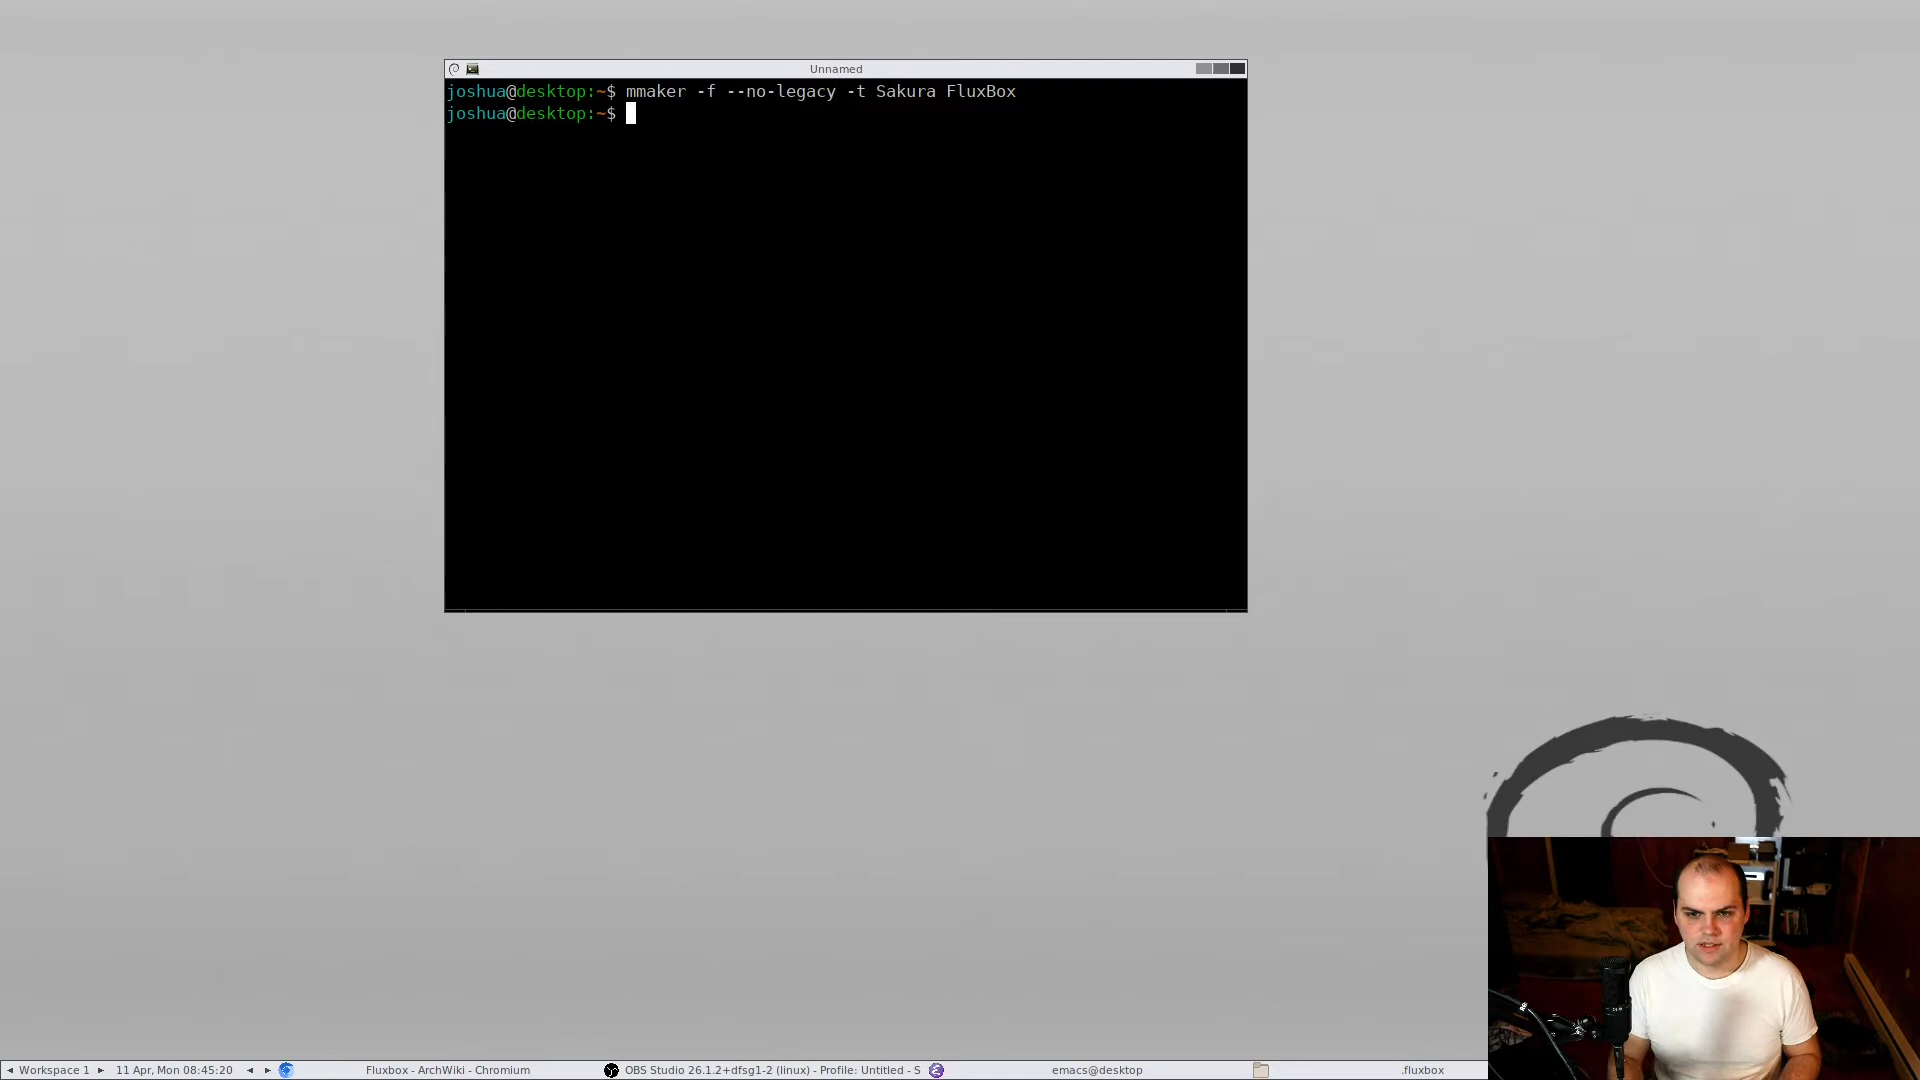 Unnamed
joshua@desktop:~$ mmaker -f --no-legacy -t Sakura FluxBox
joshua@desktop:~$
Workspace 1 11 Apr, Mon 08:45:20 Fluxbox - ArchWiki - Chromium OBS Studio 26.1.2+dfsg1-2 (linux) - Profile: Untitled - S emacs@desktop .fluxbox